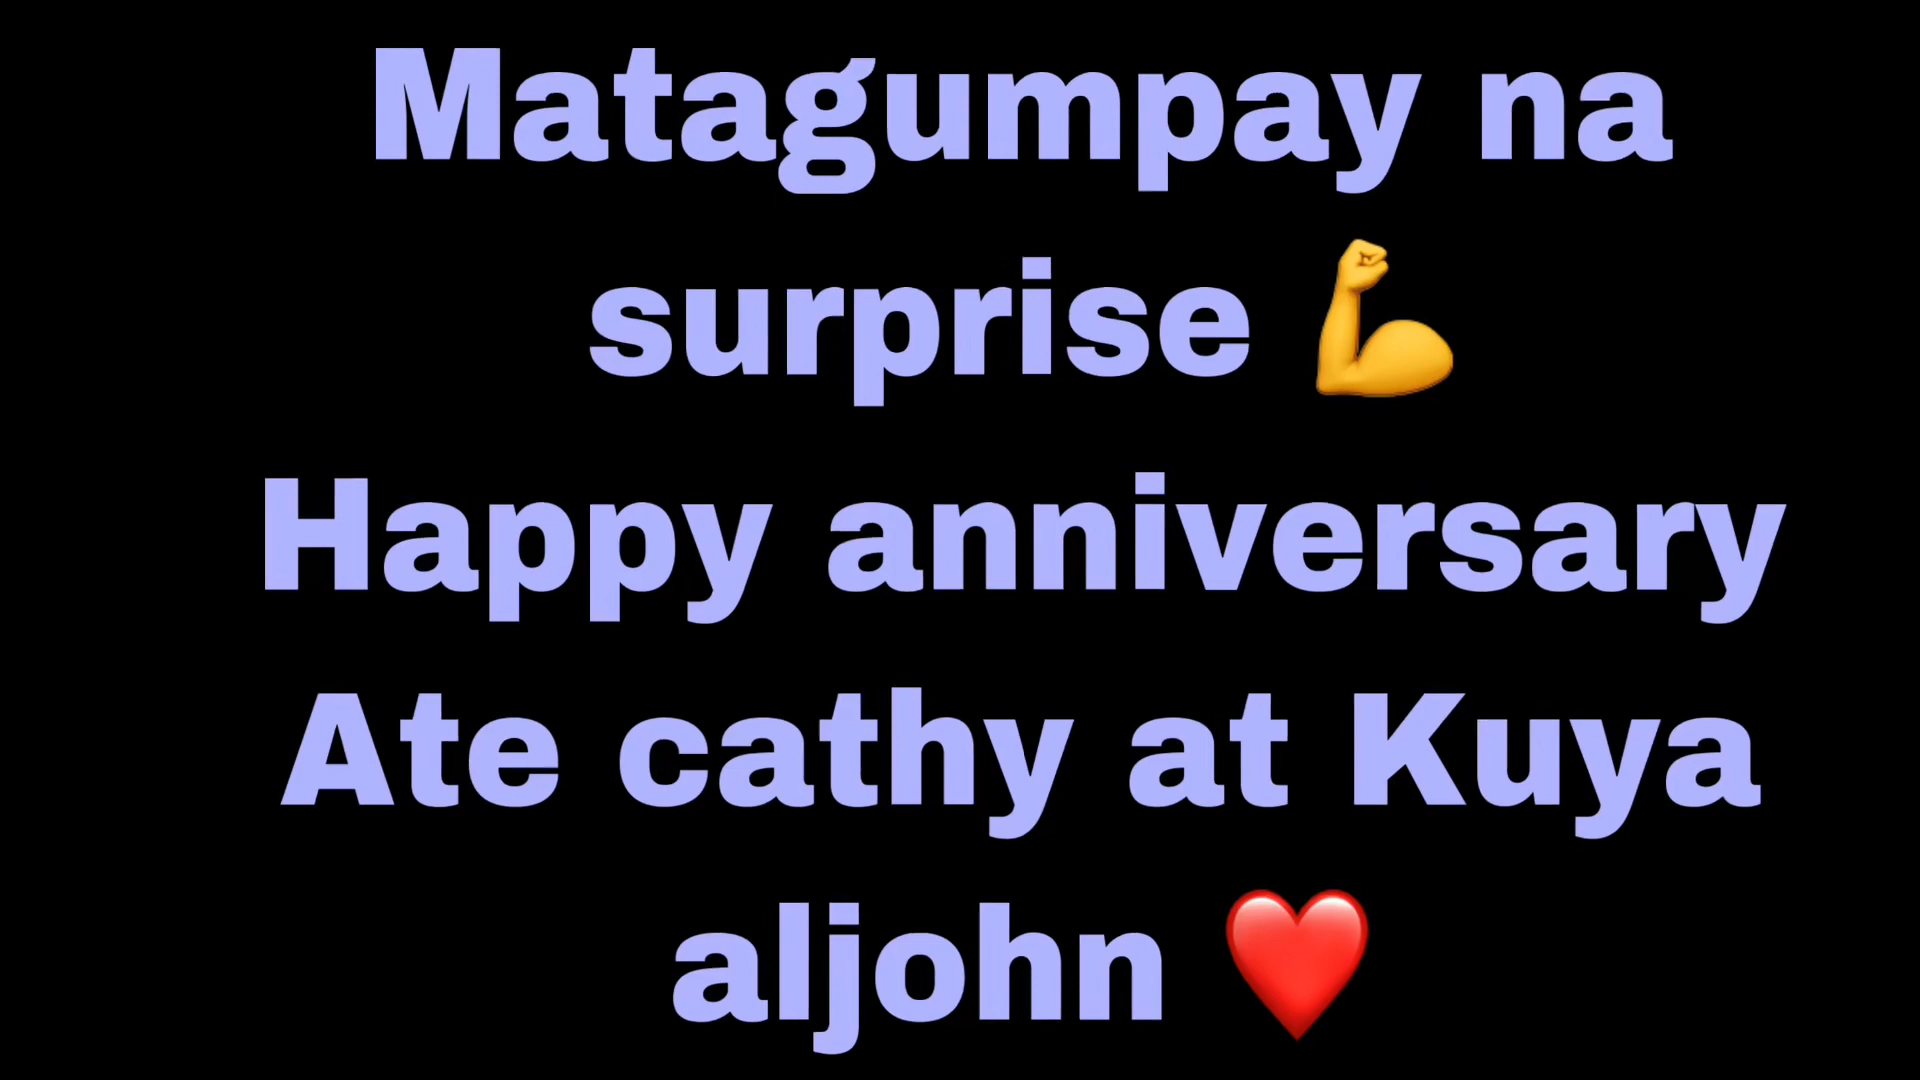 Matagumpay na
surprise 💪
Happy anniversary
Ate cathy at Kuya
aljohn ❤️